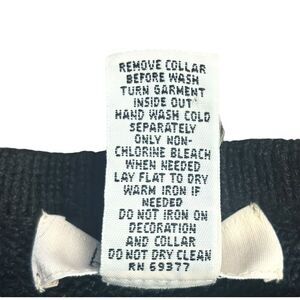 REMOVE COLLAR
BEFORE WASH
TURN GARMENT
INSIDE OUT
HAND WASH COLD
SEPARATELY
ONLY NON-
CHLORINE BLEACH
WHEN NEEDED
LAY FLAT TO DRY
WARM IRON IF
NEEDED
DO NOT IRON ON
DECORATION
AND COLLAR
DO NOT DRY CLEAN
RN 69377